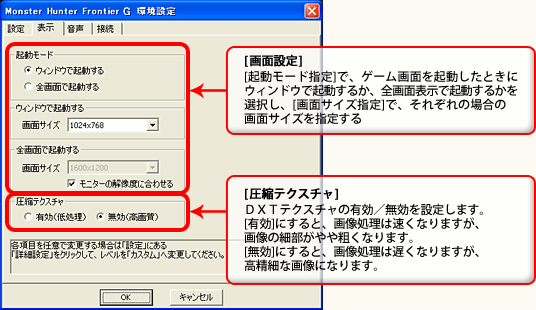 Monster Hunter Frontier G 環境設定
設定 表示 音声 接続
起動モード
ウィンドウで起動する
全画面で起動する
ウィンドウで起動する
画面サイズ 1024x768
全画面で起動する
画面サイズ 1600x1200
モニターの解像度に合わせる
圧縮テクスチャ
有効(低処理) 無効(高画質)
各項目を任意で変更する場合は「設定」にある
「詳細設定」をクリックして、レベルを「カスタム」へ変更してください。
OK キャンセル
[画面設定]
[起動モード指定]で、ゲーム画面を起動したときに
ウィンドウで起動するか、全画面表示で起動するかを
選択し、[画面サイズ指定]で、それぞれの場合の
画面サイズを指定する
[圧縮テクスチャ]
ＤＸＴテクスチャの有効／無効を設定します。
[有効]にすると、画像処理は速くなりますが、
画像の細部がやや粗くなります。
[無効]にすると、画像処理は遅くなりますが、
高精細な画像になります。